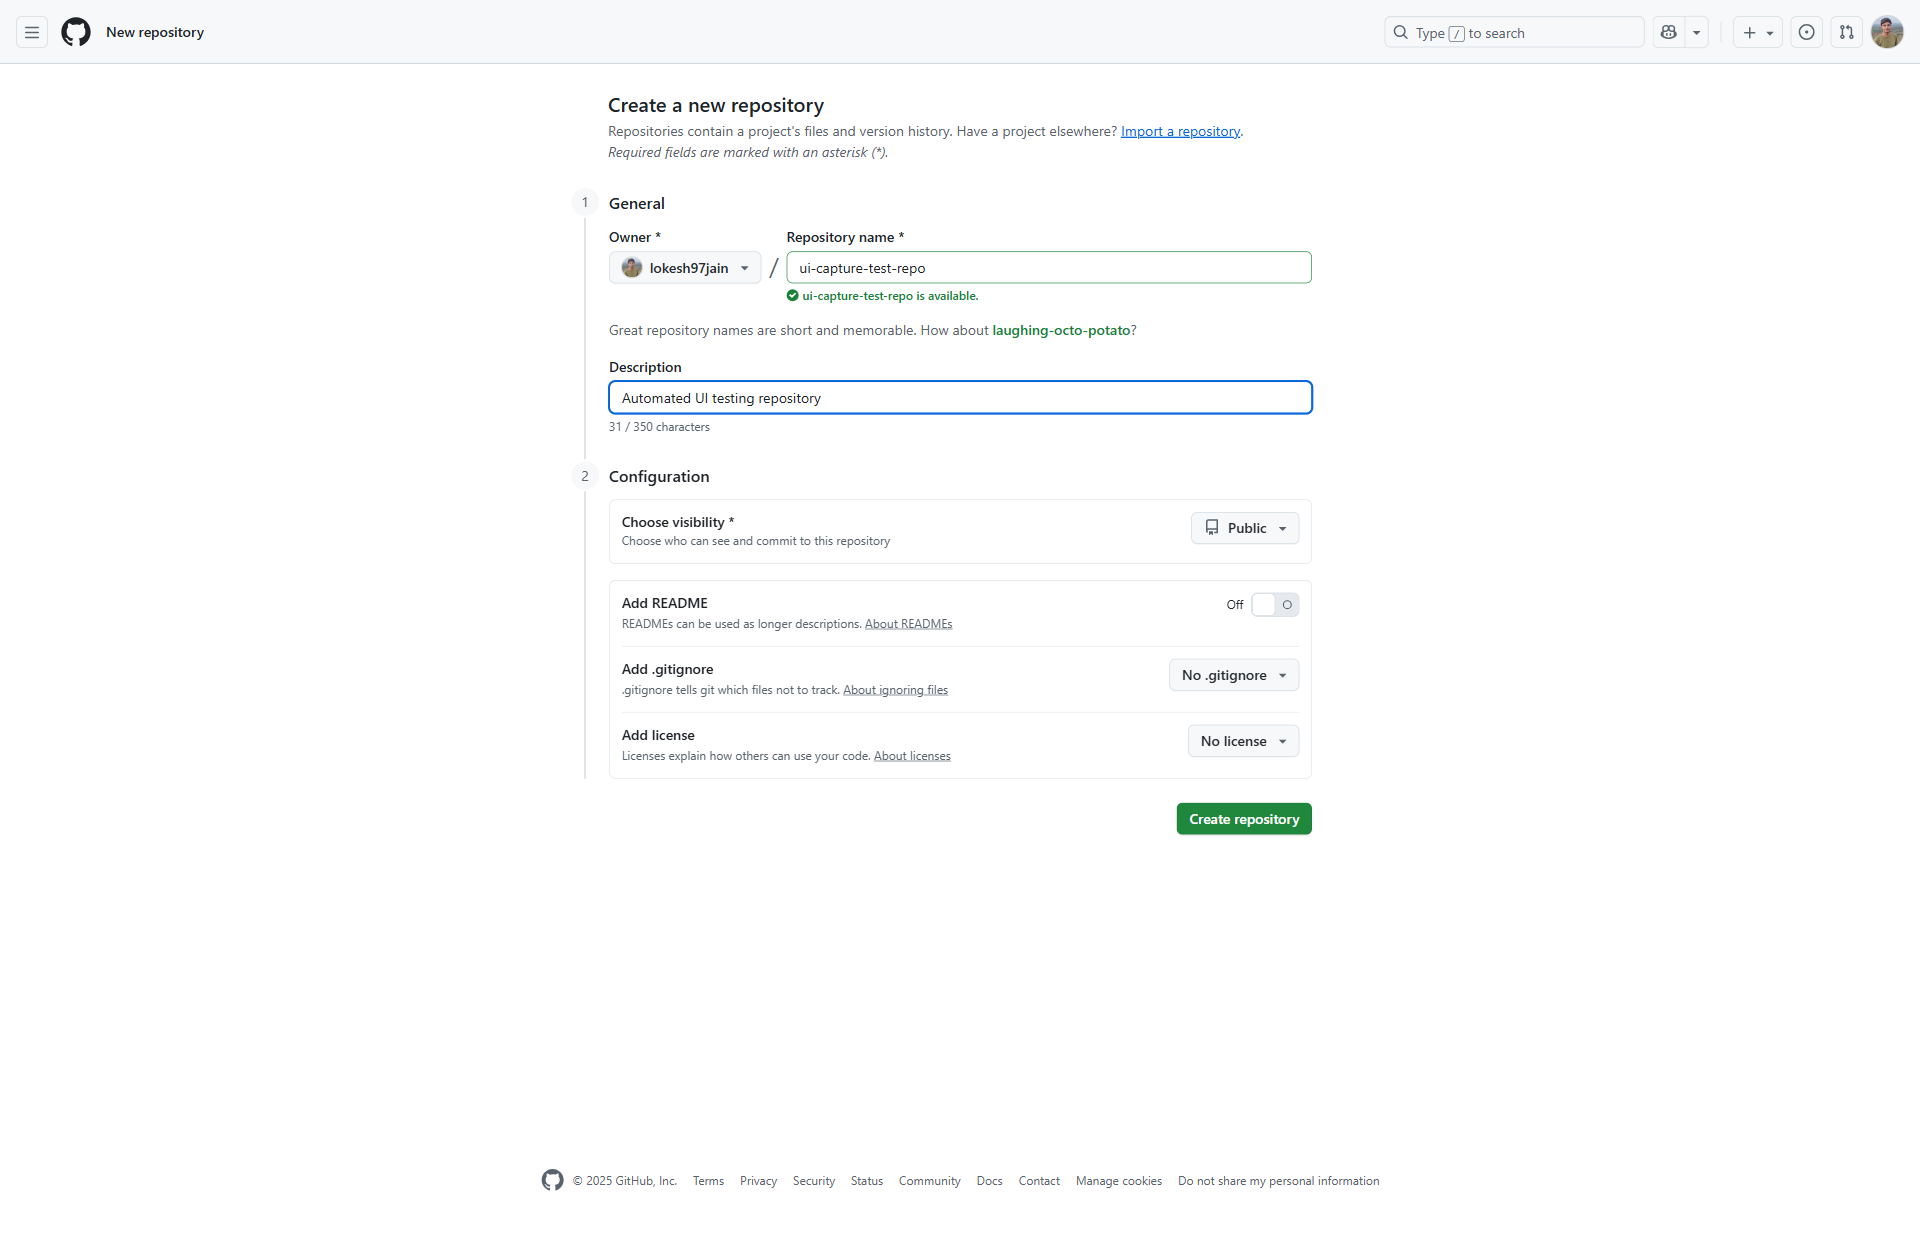 New repository
Type / to search
Create a new repository
Repositories contain a project's files and version history. Have a project elsewhere? Import a repository.
Required fields are marked with an asterisk (*).
1 General
Owner * Repository name *
lokesh97jain / ui-capture-test-repo
ui-capture-test-repo is available.
Great repository names are short and memorable. How about laughing-octo-potato?
Description
Automated UI testing repository
31 / 350 characters
2 Configuration
Choose visibility *
Choose who can see and commit to this repository
Public
Add README
READMEs can be used as longer descriptions. About READMEs
Off
Add .gitignore
.gitignore tells git which files not to track. About ignoring files
No .gitignore
Add license
Licenses explain how others can use your code. About licenses
No license
Create repository
© 2025 GitHub, Inc. Terms Privacy Security Status Community Docs Contact Manage cookies Do not share my personal information